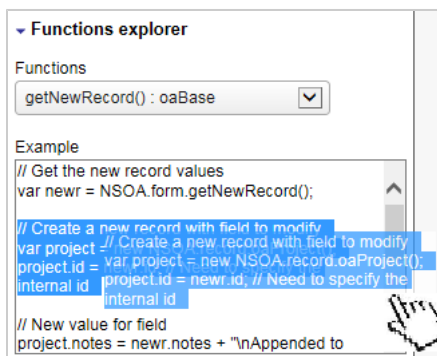 Functions explorer
Functions
getNewRecord() : oaBase
Example
// Get the new record values
var newr = NSOA.form.getNewRecord();
// Create a new record with field to modify
var project =
project.id =
internal id
// Create a new record with field to modify
var project = new NSOA.record.oaProject();
project.id = newr.id; // Need to specify the
internal id
// New value for field
project.notes = newr.notes + "\nAppended to